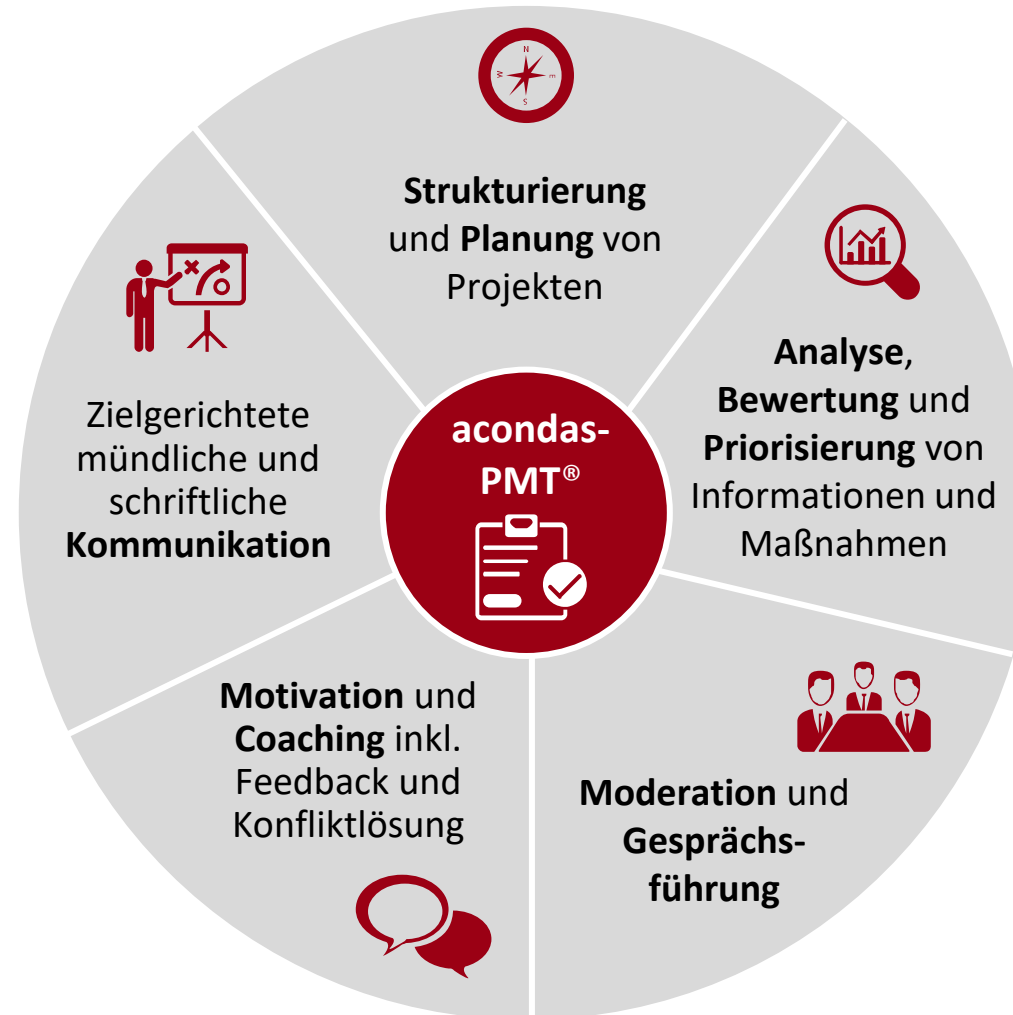 N
W
E
S
Strukturierung
und Planung von
Projekten
Analyse,
Bewertung und
Priorisierung von
Informationen und
Maßnahmen
Moderation und
Gesprächs-
führung
Motivation und
Coaching inkl.
Feedback und
Konfliktlösung
Zielgerichtete
mündliche und
schriftliche
Kommunikation
acondas-
PMT®